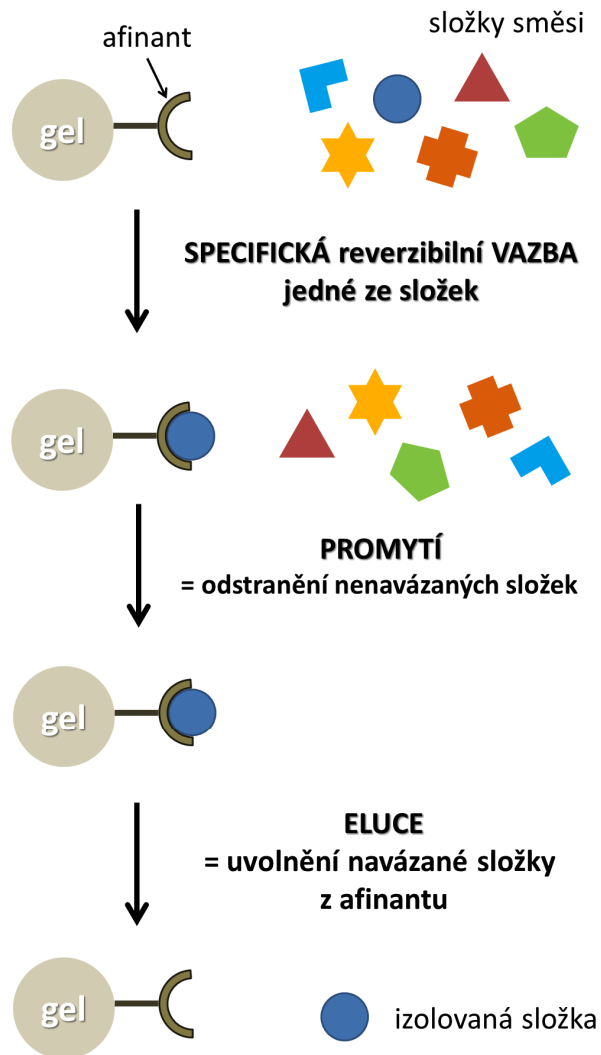 afinant
složky směsi
gel
SPECIFICKÁ reverzibilní VAZBA
jedné ze složek
gel
PROMYTÍ
= odstranění nenavázaných složek
gel
ELUCE
= uvolnění navázané složky
z afinantu
gel
izolovaná složka